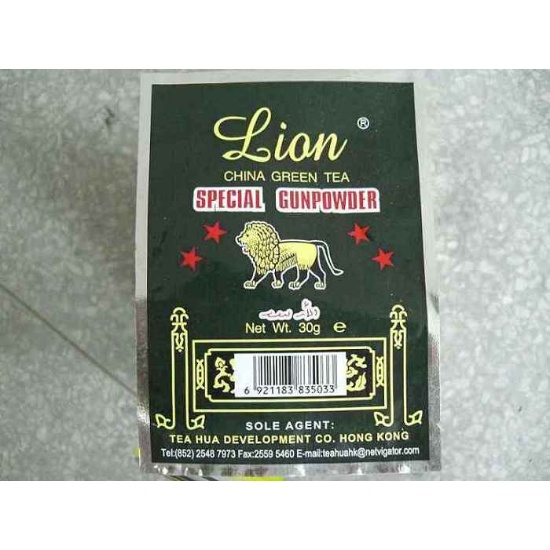 Lion ®
CHINA GREEN TEA
SPECIAL GUNPOWDER
Net Wt. 30g e
6 921183 835033
SOLE AGENT:
TEA HUA DEVELOPMENT CO. HONG KONG
Tel:(852) 2548 7973 Fax:2559 5460 E-mail:teahuahk@netvigator.com